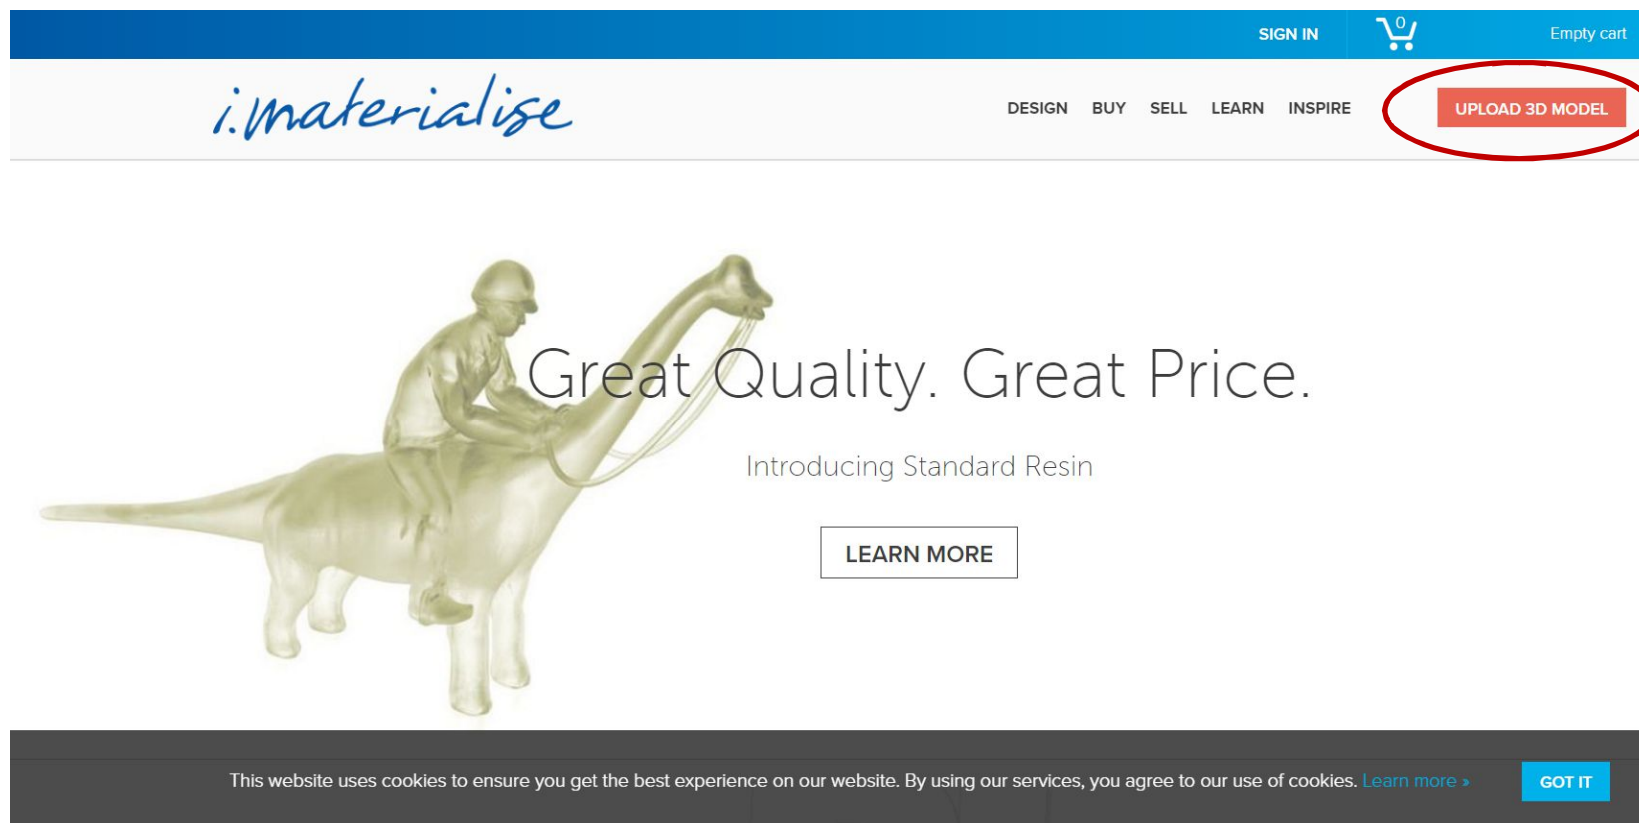 SIGN IN
0
Empty cart
i.materialise
DESIGN BUY SELL LEARN INSPIRE
UPLOAD 3D MODEL
Great Quality. Great Price.
Introducing Standard Resin
LEARN MORE
This website uses cookies to ensure you get the best experience on our website. By using our services, you agree to our use of cookies. Learn more »
GOT IT